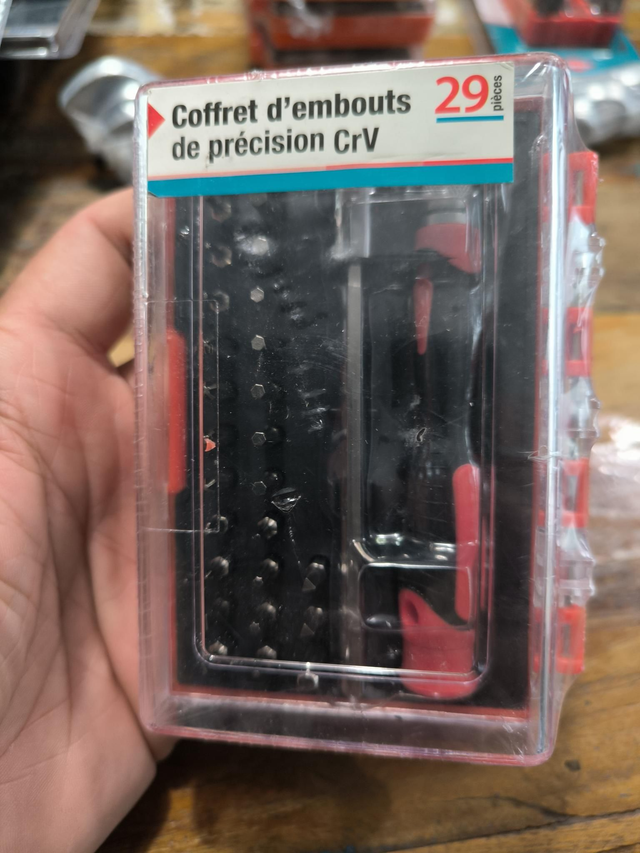 Coffret d'embouts
de précision CrV
29
pièces